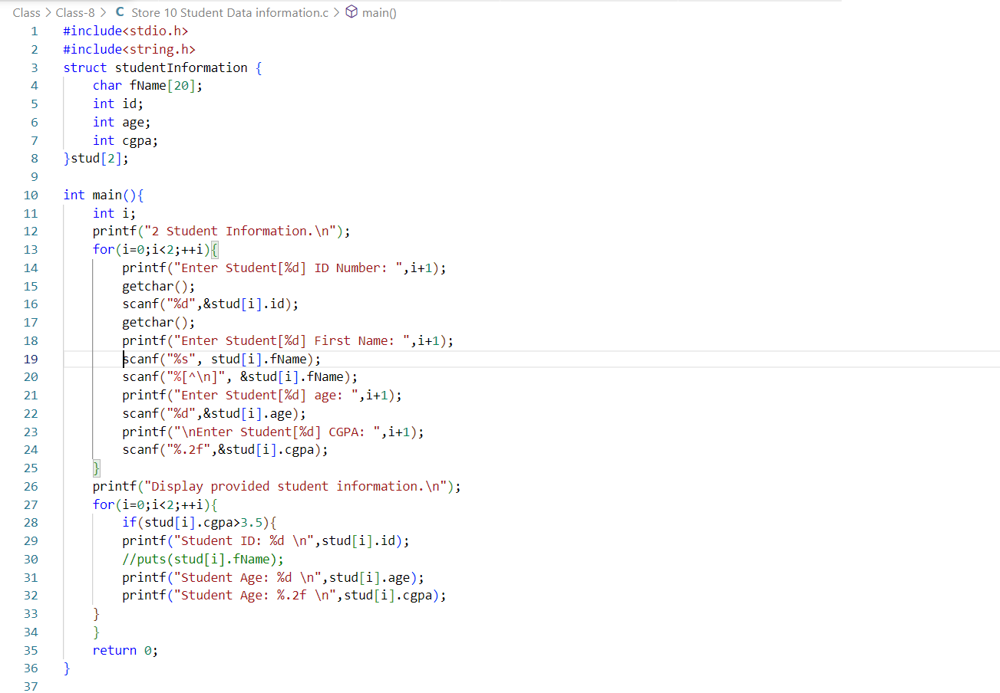 Class > Class-8 > C Store 10 Student Data information.c > main()
1 #include<stdio.h>
2 #include<string.h>
3 struct studentInformation {
4     char fName[20];
5     int id;
6     int age;
7     int cgpa;
8 }stud[2];
9
10 int main(){
11     int i;
12     printf("2 Student Information.\n");
13     for(i=0;i<2;++i){
14         printf("Enter Student[%d] ID Number: ",i+1);
15         getchar();
16         scanf("%d",&stud[i].id);
17         getchar();
18         printf("Enter Student[%d] First Name: ",i+1);
19         scanf("%s", stud[i].fName);
20         scanf("%[^\n]", &stud[i].fName);
21         printf("Enter Student[%d] age: ",i+1);
22         scanf("%d",&stud[i].age);
23         printf("\nEnter Student[%d] CGPA: ",i+1);
24         scanf("%.2f",&stud[i].cgpa);
25     }
26     printf("Display provided student information.\n");
27     for(i=0;i<2;++i){
28         if(stud[i].cgpa>3.5){
29         printf("Student ID: %d \n",stud[i].id);
30         //puts(stud[i].fName);
31         printf("Student Age: %d \n",stud[i].age);
32         printf("Student Age: %.2f \n",stud[i].cgpa);
33     }
34     }
35     return 0;
36 }
37